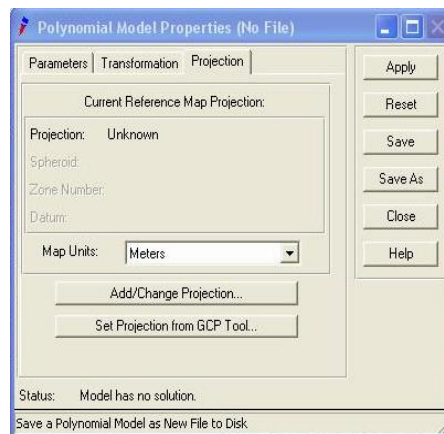 Polynomial Model Properties (No File)
Parameters Transformation Projection
Current Reference Map Projection:
Projection: Unknown
Spheroid:
Zone Number:
Datum:
Map Units: Meters
Add/Change Projection...
Set Projection from GCP Tool...
Apply
Reset
Save
Save As
Close
Help
Status: Model has no solution.
Save a Polynomial Model as New File to Disk